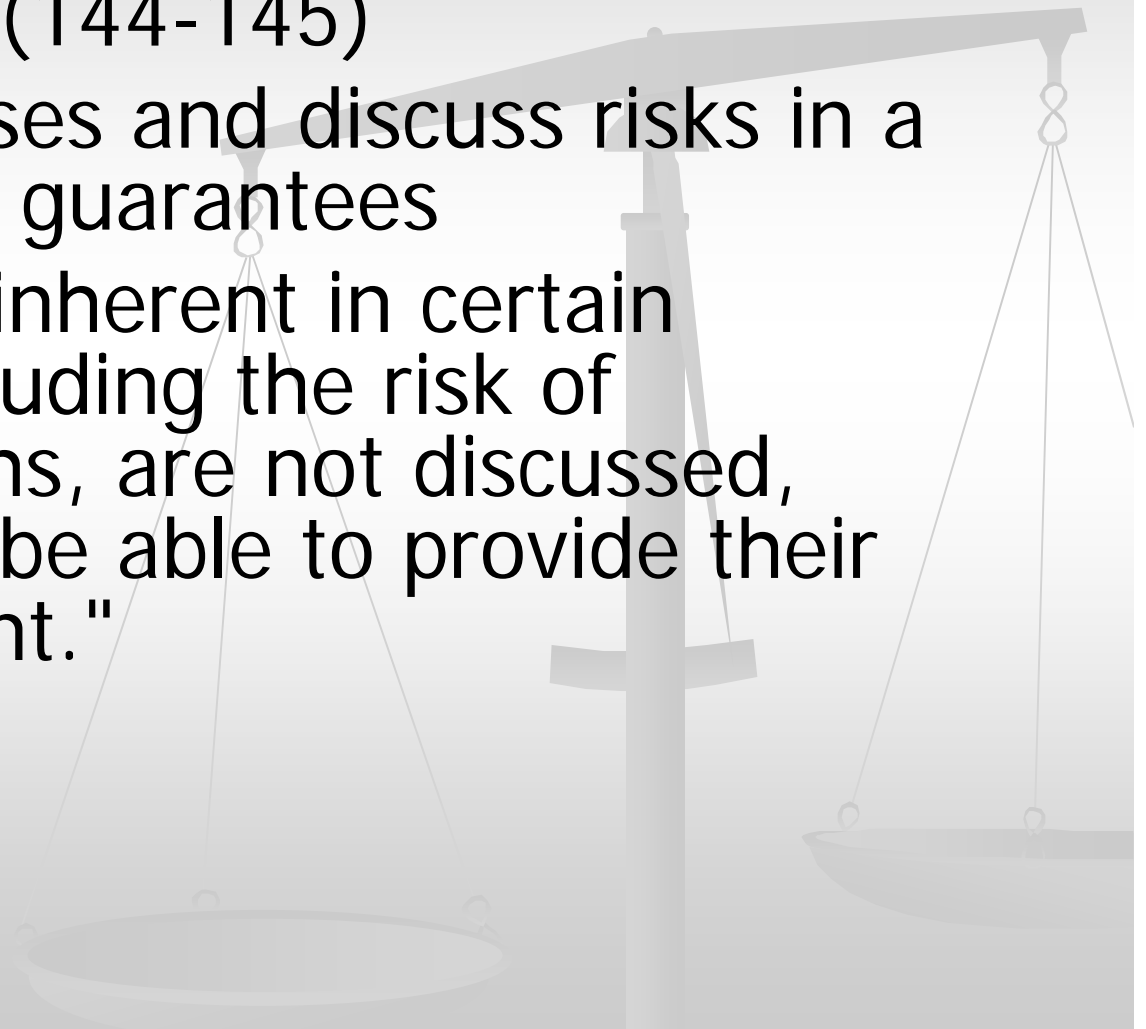 (144-145)
ses and discuss risks in a
guarantees
inherent in certain
uding the risk of
ns, are not discussed,
be able to provide their
nt."